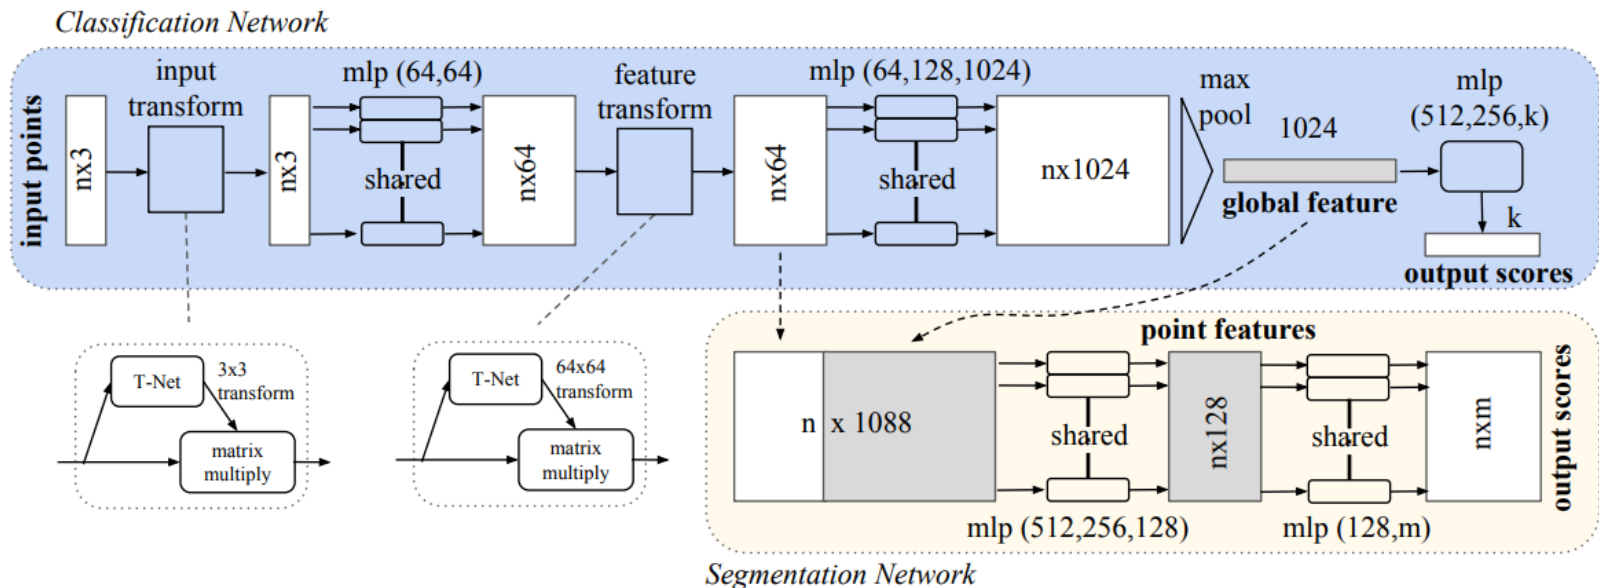 Classification Network
input points
nx3
input
transform
nx3
mlp (64,64)
shared
nx64
feature
transform
nx64
mlp (64,128,1024)
shared
nx1024
max
pool
1024
global feature
mlp
(512,256,k)
k
output scores
T-Net
3x3
transform
matrix
multiply
T-Net
64x64
transform
matrix
multiply
point features
n x 1088
shared
mlp (512,256,128)
nx128
shared
mlp (128,m)
nxm
output scores
Segmentation Network